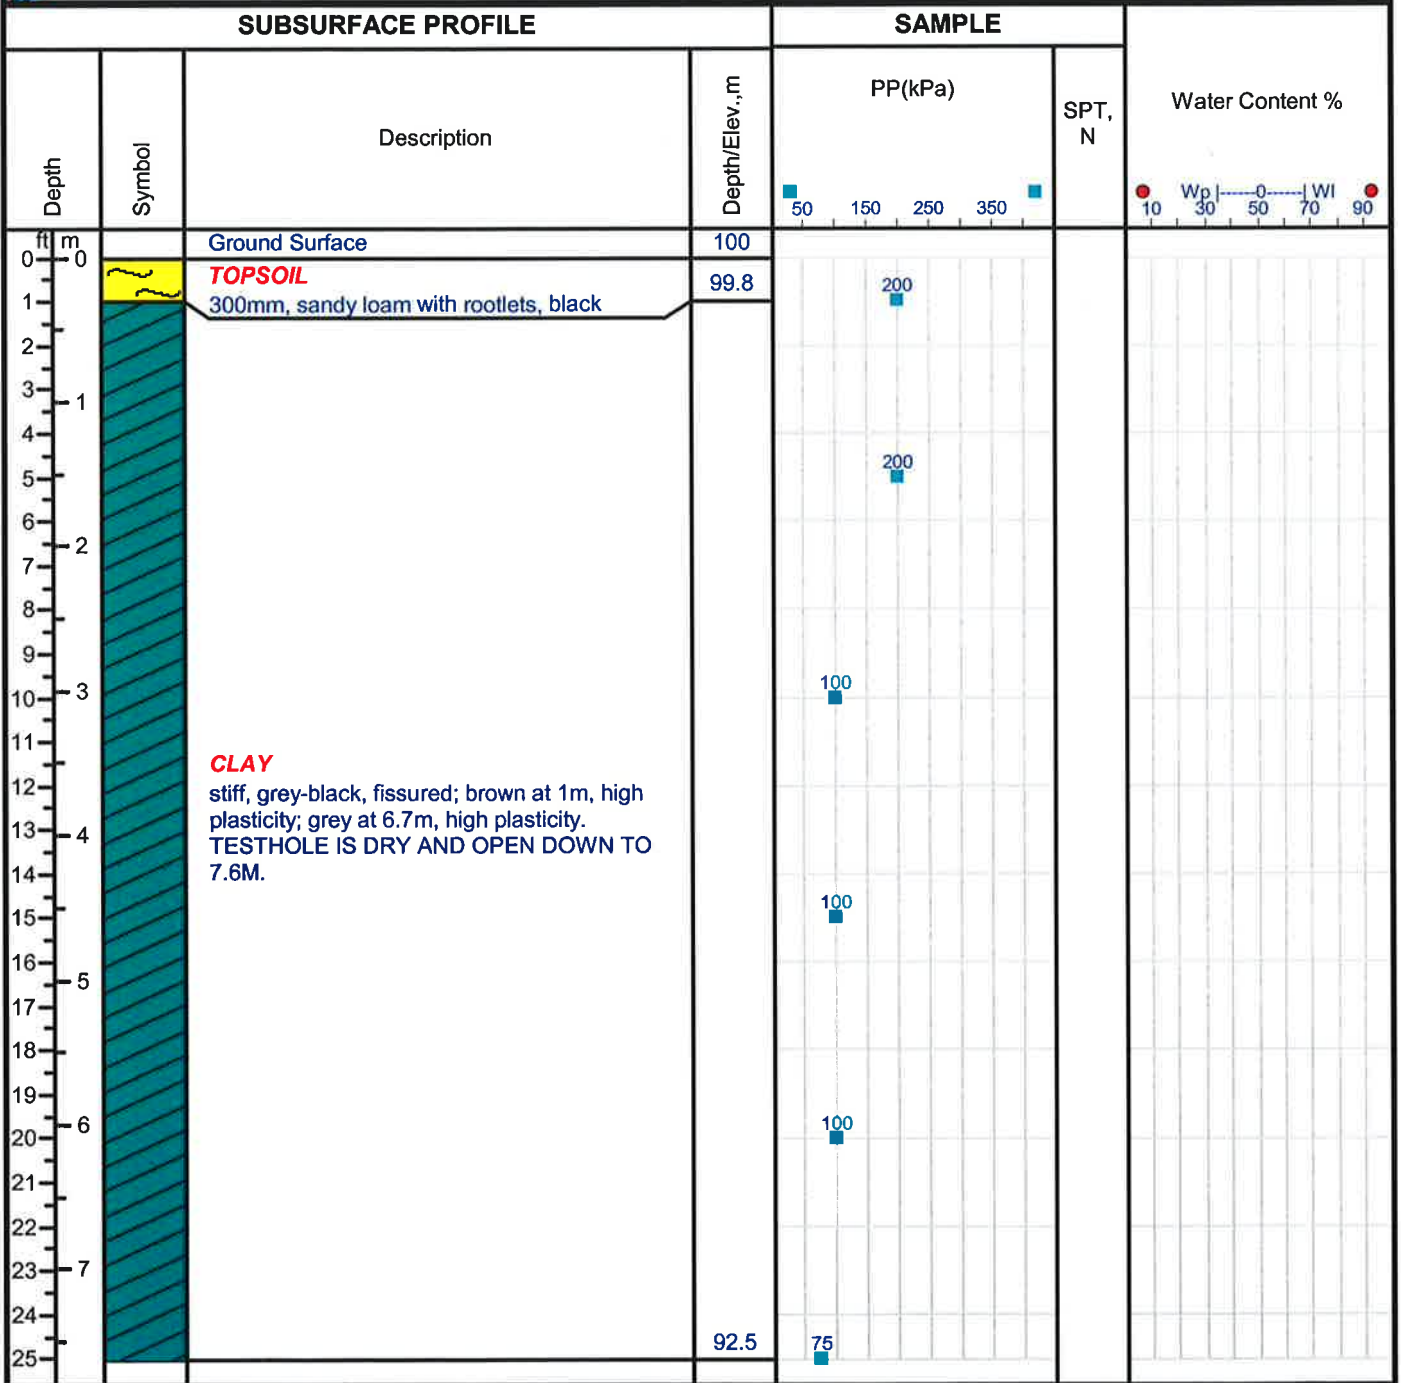 SUBSURFACE PROFILE
SAMPLE
Depth
Symbol
Description
Depth/Elev.,m
PP(kPa)
SPT,
N
Water Content %
50 150 250 350
Wp |-----0-----| Wl
10 30 50 70 90
ft m
Ground Surface 100
0 0
TOPSOIL
99.8
300mm, sandy loam with rootlets, black
200
1
2
3
1
4
200
5
6
2
7
8
9
100
10
3
11
CLAY
12
stiff, grey-black, fissured; brown at 1m, high
plasticity; grey at 6.7m, high plasticity.
13
4
TESTHOLE IS DRY AND OPEN DOWN TO
7.6M.
14
100
15
16
5
17
18
19
6
100
20
21
22
23
7
24
92.5
75
25